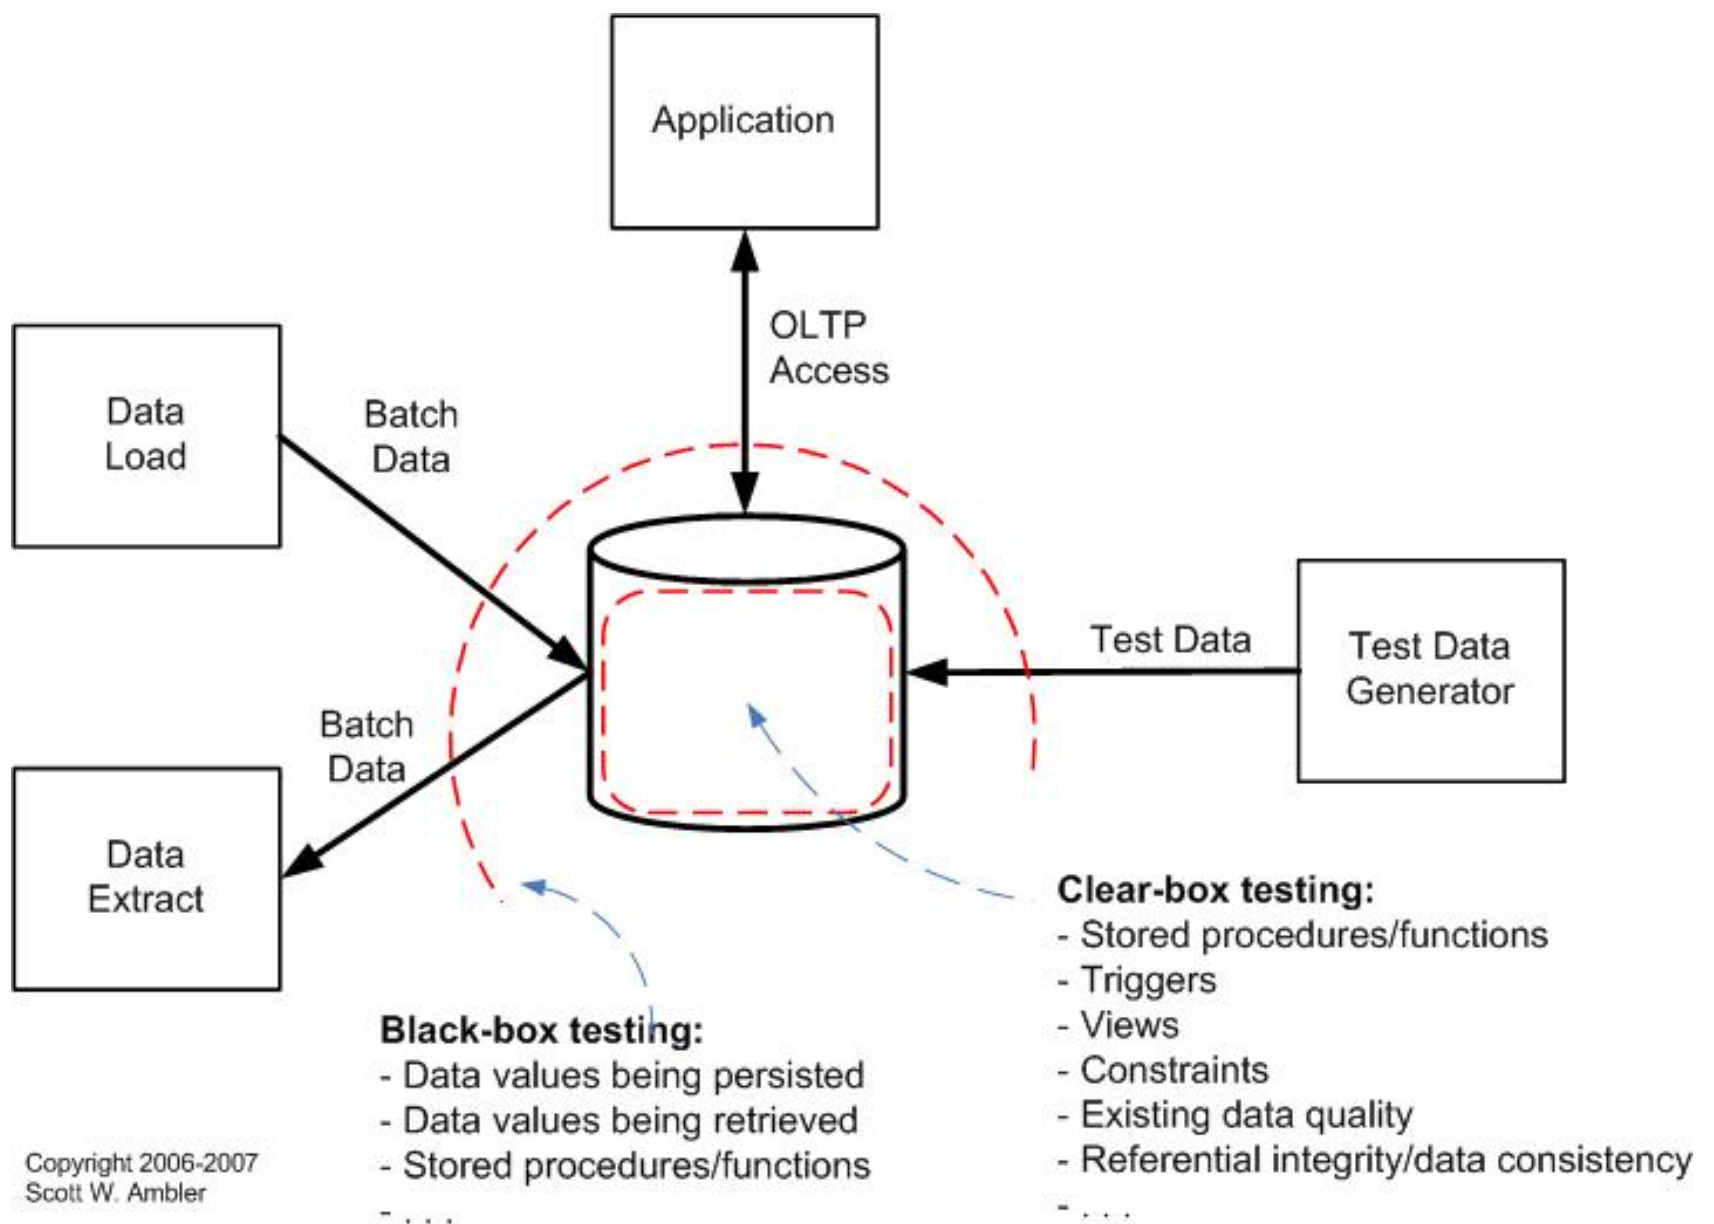 Application
OLTP
Access
Data
Load
Batch
Data
Test Data
Test Data
Generator
Batch
Data
Data
Extract
Clear-box testing:
- Stored procedures/functions
- Triggers
- Views
- Constraints
- Existing data quality
- Referential integrity/data consistency
- . . .
Black-box testing:
- Data values being persisted
- Data values being retrieved
- Stored procedures/functions
- . . .
Copyright 2006-2007
Scott W. Ambler